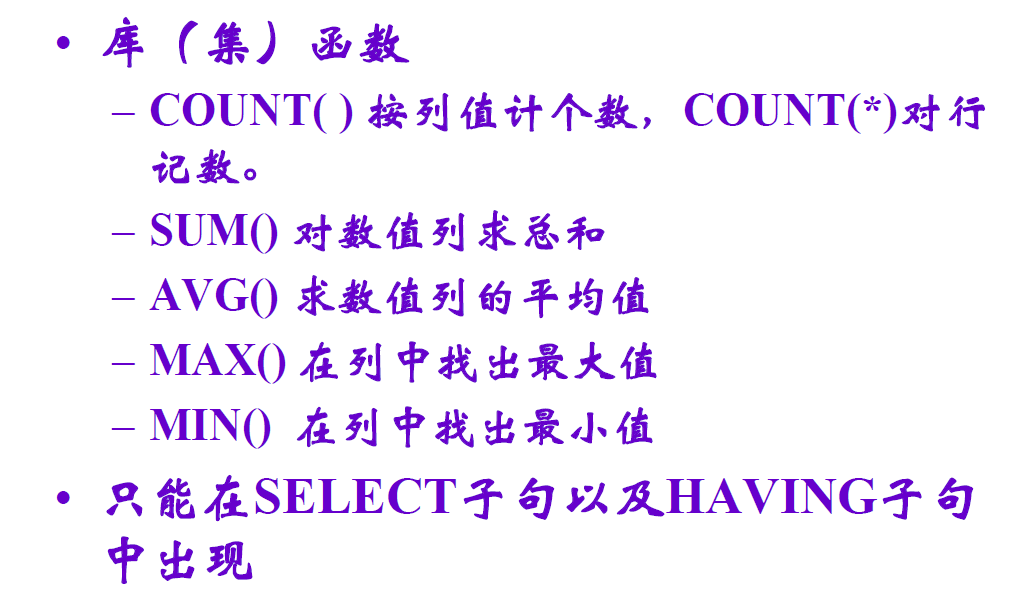 • 库（集）函数
– COUNT( ) 按列值计个数，COUNT(*)对行
记数。
– SUM() 对数值列求总和
– AVG() 求数值列的平均值
– MAX() 在列中找出最大值
– MIN() 在列中找出最小值
• 只能在SELECT子句以及HAVING子句
中出现